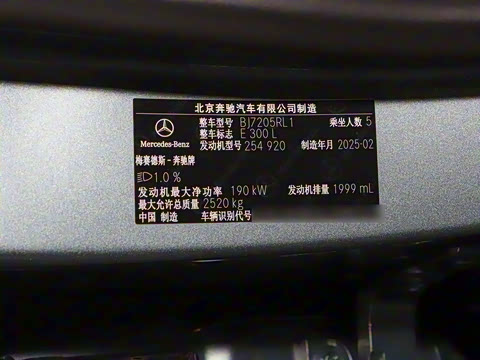 北京奔驰汽车有限公司制造
整车型号 BJ7205RL1 乘坐人数 5
整车标志 E 300 L
发动机型号 254 920 制造年月 2025-02
Mercedes-Benz
梅赛德斯-奔驰牌
1.0 %
发动机最大净功率 190 kW 发动机排量 1999 mL
最大允许总质量 2520 kg
中国 制造 车辆识别代号